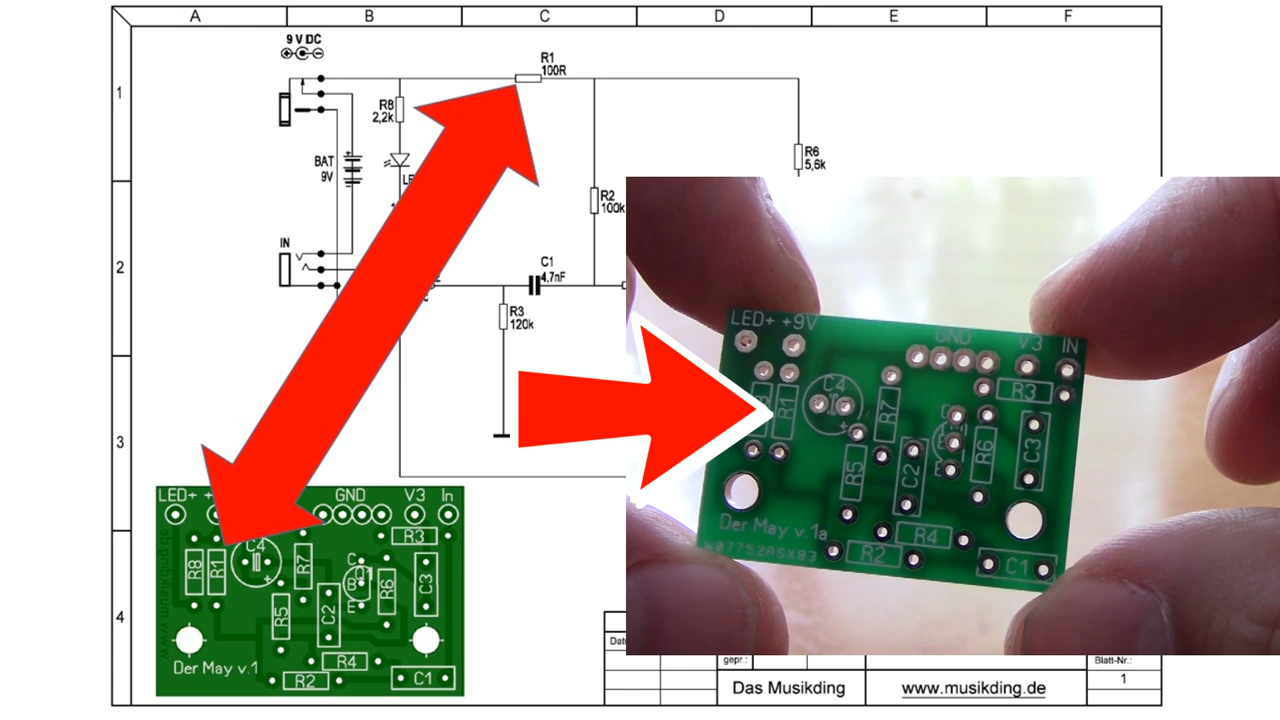 A B C D E F
1
2
3
4
9 V DC
R1
100R
R8
2,2k
BAT
9V
R6
5,6k
R2
100k
IN
C1
4,7nF
R3
120k
LED+
GND
V3
In
R3
C4
R8
R1
R7
C
B
E
R6
C3
R5
C2
R4
R2
C1
Der May v.1
LED+ +9V
GND
V3
IN
R3
C4
R1
R7
R6
C3
R5
C2
R4
R2
C1
Der May v.1a
gepr.:
Blatt-Nr.:
1
Das Musikding
www.musikding.de